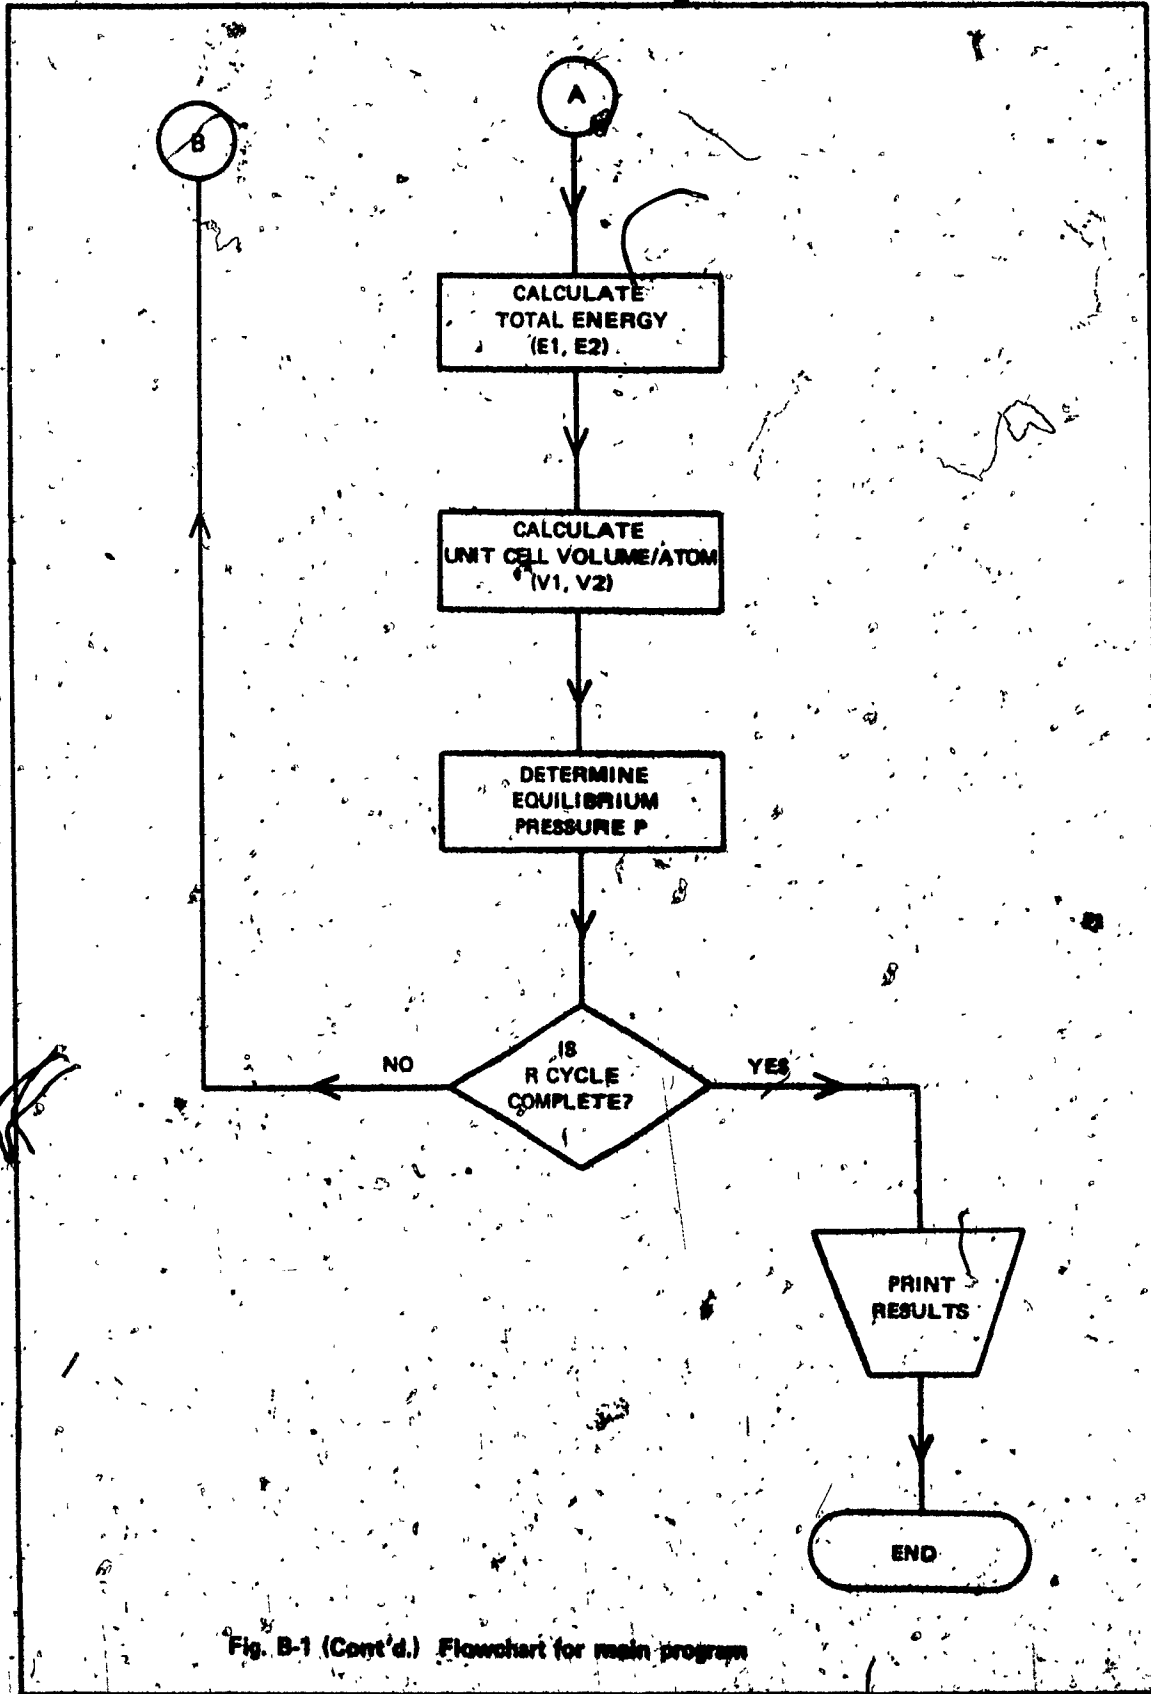 A
B
CALCULATE
TOTAL ENERGY
(E1, E2)
CALCULATE
UNIT CELL VOLUME/ATOM
(V1, V2)
DETERMINE
EQUILIBRIUM
PRESSURE P
IS
R CYCLE
COMPLETE?
NO
YES
PRINT
RESULTS
END
Fig. B-1 (Cont'd.) Flowchart for main program